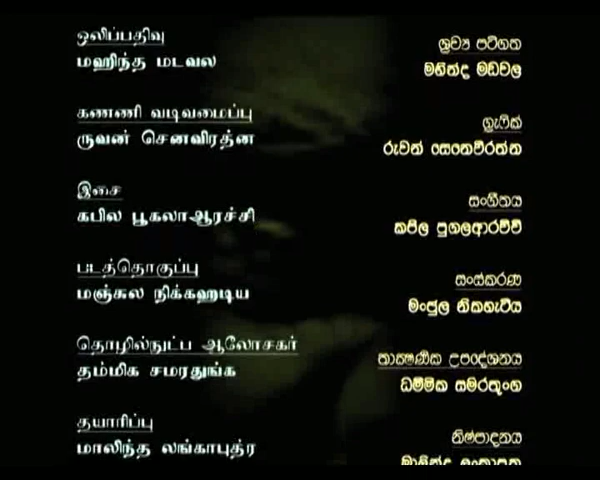 ஒலிப்பதிவு
மஹிந்த மடவல
கணணி வடிவமைப்பு
ருவன் செனவிரத்ன
இசை
கபில பூகலாஆரச்சி
படத்தொகுப்பு
மஞ்சுல நிக்கஹடிய
தொழில்நுட்ப ஆலோசகர்
தம்மிக சமரதுங்க
தயாரிப்பு
மாலிந்த லங்காபுத்ர
ශ්‍රව්‍ය පටිගත
මහින්ද මඩවල
ග්‍රැෆික්
රුවන් සෙනෙවිරත්න
සංගීතය
කපිල පූගලආරච්චි
සංස්කරණ
මංජුල නිකහැටිය
තාක්‍ෂණික උපදේශනය
ධම්මික සමරතුංග
නිෂ්පාදනය